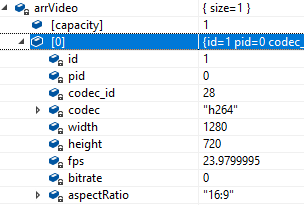 arrVideo { size=1 }
[capacity] 1
[0] {id=1 pid=0 codec_
id 1
pid 0
codec_id 28
codec "h264"
width 1280
height 720
fps 23.9799995
bitrate 0
aspectRatio "16:9"